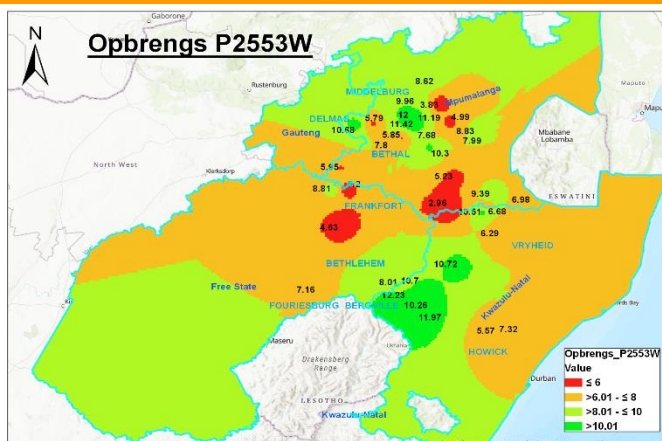 Gaborone
N
Opbrengs P2553W
Rustenburg
8.62
Maputo
MIDDELBURG
9.96
3.83
Mpumalanga
DELMAS
5.79
12
11.19
4.99
11.42
10.68
Gauteng
5.85
7.68
8.83
7.8
7.99
Mbabane
Lobamba
BETHAL
10.3
North West
Klerksdorp
5.95
5.03
ESWATINI
8.81
9.39
6.98
FRANKFORT
2.96
10.51
6.68
4.63
6.29
VRYHEID
BETHLEHEM
10.72
Free State
8.01
10.7
7.16
12.23
Kwazulu-Natal
FOURIESBURG
BERGVILLE
10.26
11.97
5.57
7.32
Maseru
HOWICK
Drakensberg
Range
Durban
LESOTHO
Kwazulu-Natal
Opbrengs_P2553W
Value
≤ 6
>6.01 - ≤ 8
>8.01 - ≤ 10
>10.01